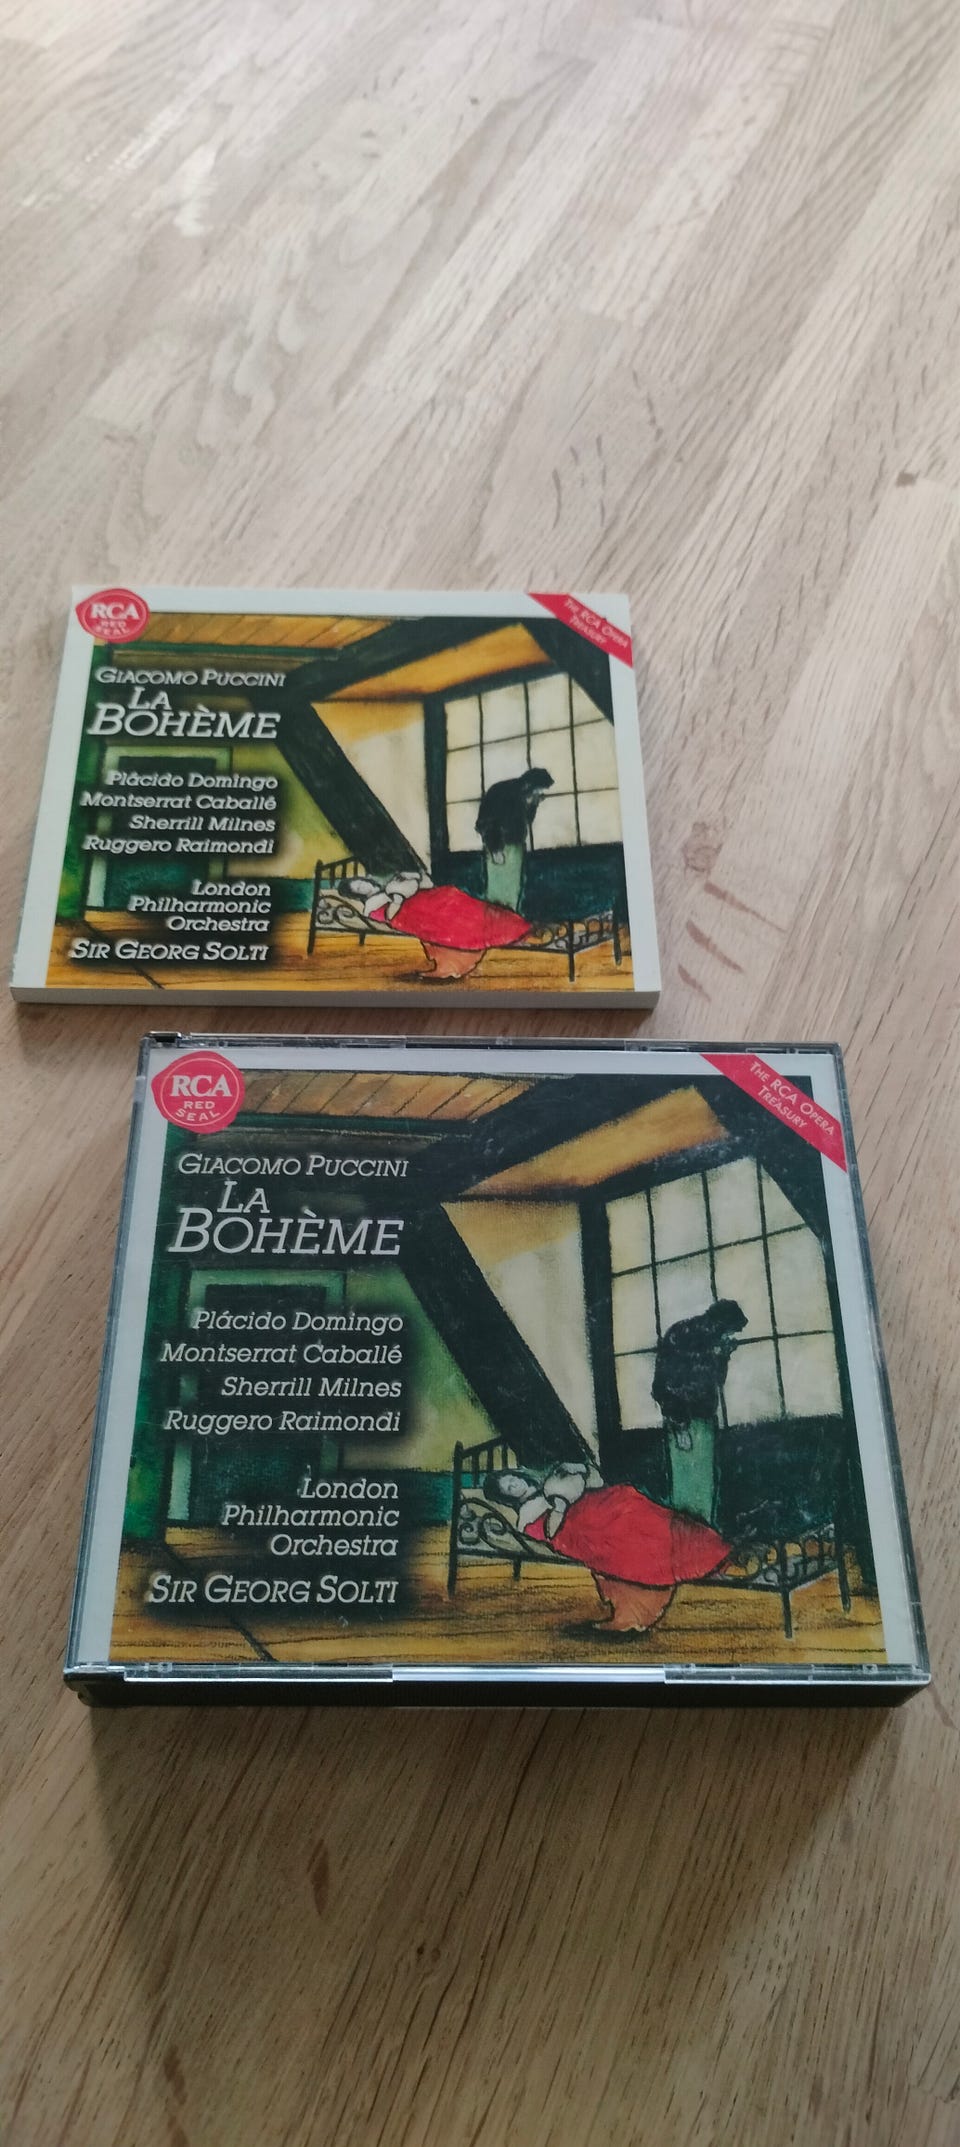 RCA
RED
SEAL
THE RCA OPERA
TREASURY
GIACOMO PUCCINI
LA
BOHÈME
Plácido Domingo
Montserrat Caballé
Sherrill Milnes
Ruggero Raimondi
London
Philharmonic
Orchestra
SIR GEORG SOLTI
RCA
RED
SEAL
THE RCA OPERA
TREASURY
GIACOMO PUCCINI
LA
BOHÈME
Plácido Domingo
Montserrat Caballé
Sherrill Milnes
Ruggero Raimondi
London
Philharmonic
Orchestra
SIR GEORG SOLTI